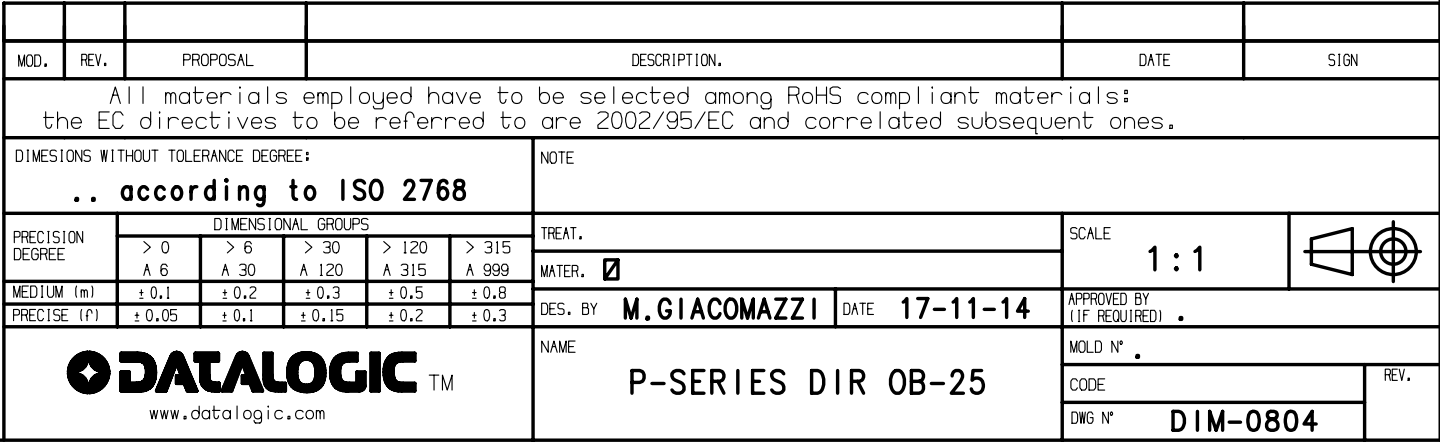 MOD. REV. PROPOSAL DESCRIPTION. DATE SIGN
All materials employed have to be selected among RoHS compliant materials:
the EC directives to be referred to are 2002/95/EC and correlated subsequent ones.
DIMESIONS WITHOUT TOLERANCE DEGREE:
.. according to ISO 2768
NOTE
PRECISION DEGREE
DIMENSIONAL GROUPS
> 0 > 6 > 30 > 120 > 315
A 6 A 30 A 120 A 315 A 999
MEDIUM (m) ±0.1 ±0.2 ±0.3 ±0.5 ±0.8
PRECISE (f) ±0.05 ±0.1 ±0.15 ±0.2 ±0.3
TREAT.
MATER. Ø
DES. BY M.GIACOMAZZI DATE 17-11-14
SCALE
1:1
APPROVED BY
(IF REQUIRED) .
DATALOGIC TM
www.datalogic.com
NAME
P-SERIES DIR OB-25
MOLD N° .
CODE
REV.
DWG N° DIM-0804